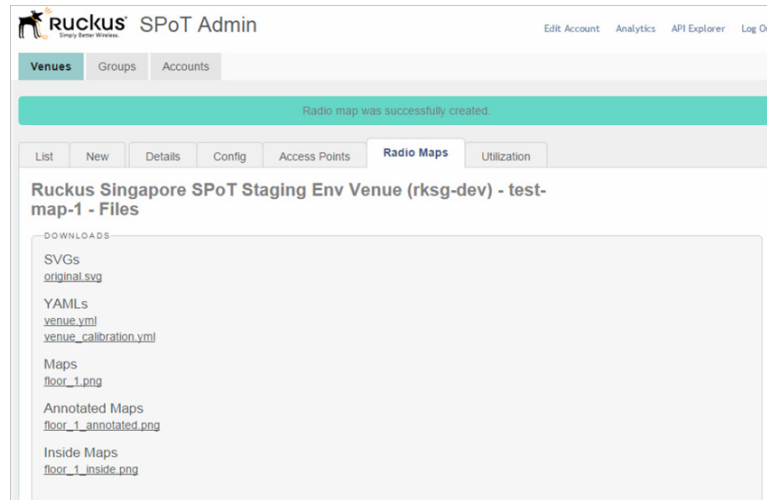 Ruckus SPoT Admin
Simply Better Wireless.
Edit Account Analytics API Explorer Log
Venues Groups Accounts
Radio map was successfully created.
List New Details Config Access Points Radio Maps Utilization
Ruckus Singapore SPoT Staging Env Venue (rksg-dev) - test-
map-1 - Files
DOWNLOADS
SVGs
original.svg
YAMLs
venue.yml
venue_calibration.yml
Maps
floor_1.png
Annotated Maps
floor_1_annotated.png
Inside Maps
floor_1_inside.png